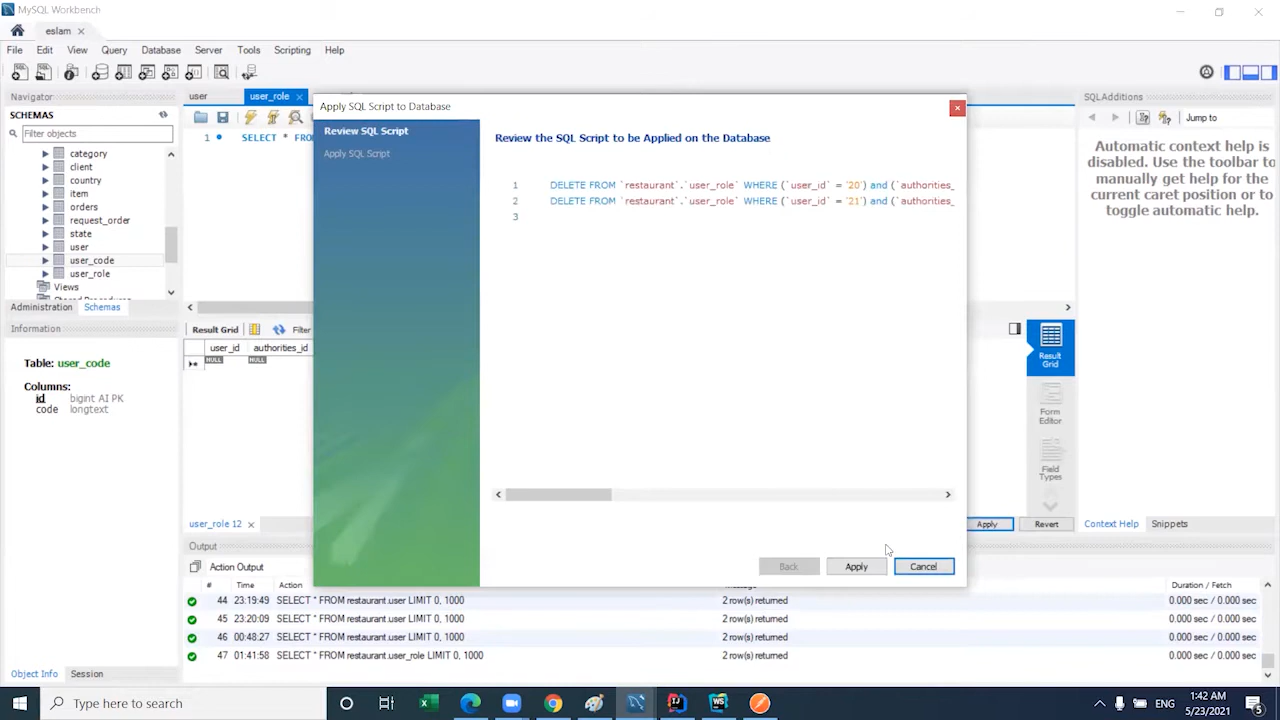 MySQL Workbench
eslam
File Edit View Query Database Server Tools Scripting Help
Navigator
SCHEMAS
Filter objects
category
client
country
item
orders
request_order
state
user
user_code
user_role
Views
Administration Schemas
Information
Table: user_code
Columns:
id bigint AI PK
code longtext
user user_role
1 SELECT * FROM
Result Grid Filter
user_id authorities_id
NULL NULL
user_role 12
Apply SQL Script to Database
Review SQL Script
Apply SQL Script
Review the SQL Script to be Applied on the Database
1 DELETE FROM `restaurant`.`user_role` WHERE (`user_id` = '20') and (`authorities_
2 DELETE FROM `restaurant`.`user_role` WHERE (`user_id` = '21') and (`authorities_
3
Back Apply Cancel
Result Grid
Form Editor
Field Types
Apply Revert
SQLAdditions
Jump to
Automatic context help is
disabled. Use the toolbar to
manually get help for the
current caret position or to
toggle automatic help.
Context Help Snippets
Output
Action Output
# Time Action Message Duration / Fetch
44 23:19:49 SELECT * FROM restaurant.user LIMIT 0, 1000 2 row(s) returned 0.000 sec / 0.000 sec
45 23:20:09 SELECT * FROM restaurant.user LIMIT 0, 1000 2 row(s) returned 0.000 sec / 0.000 sec
46 00:48:27 SELECT * FROM restaurant.user LIMIT 0, 1000 2 row(s) returned 0.000 sec / 0.000 sec
47 01:41:58 SELECT * FROM restaurant.user_role LIMIT 0, 1000 2 row(s) returned 0.000 sec / 0.000 sec
Object Info Session
Type here to search
1:42 AM
5/23/2021
5